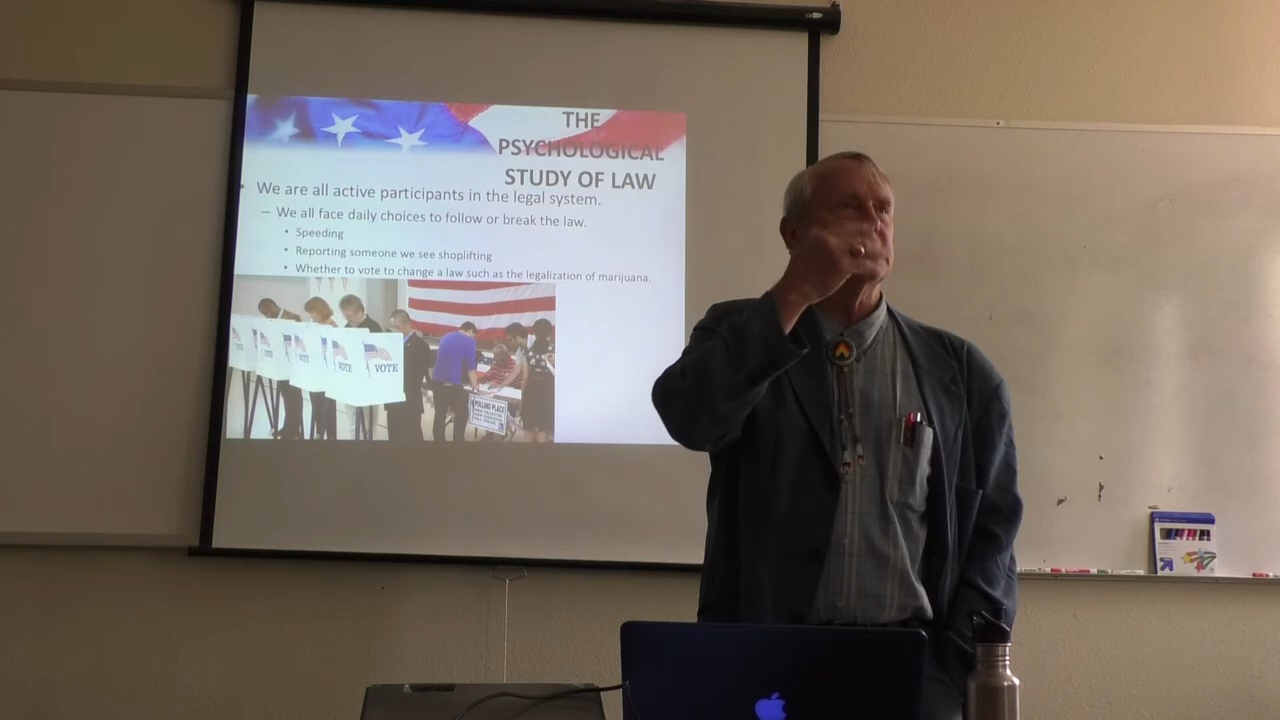 THE
PSYCHOLOGICAL
STUDY OF LAW
• We are all active participants in the legal system.
– We all face daily choices to follow or break the law.
• Speeding
• Reporting someone we see shoplifting
• Whether to vote to change a law such as the legalization of marijuana.
VOTE
VOTE
POLLING PLACE